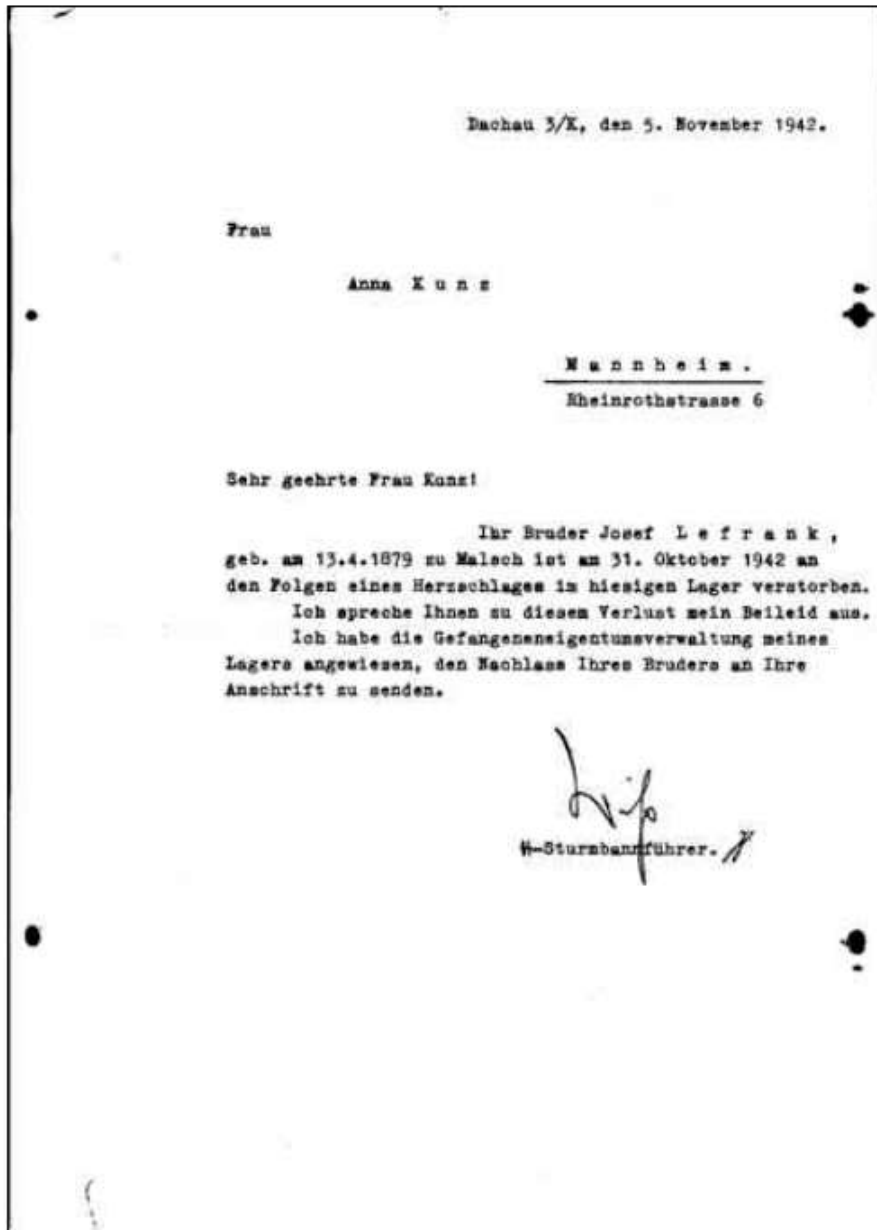 Dachau 3/K, den 5. November 1942.
Frau
Anna K u n z
M a n n h e i m .
Rheinrothstrasse 6
Sehr geehrte Frau Kunz!
Ihr Bruder Josef L e f r a n k ,
geb. am 13.4.1879 zu Malsch ist am 31. Oktober 1942 an
den Folgen eines Herzschlages im hiesigen Lager verstorben.
Ich spreche Ihnen zu diesem Verlust mein Beileid aus.
Ich habe die Gefangeneneigentumsverwaltung meines
Lagers angewiesen, den Nachlass Ihres Bruders an Ihre
Anschrift zu senden.
SS-Sturmbannführer.